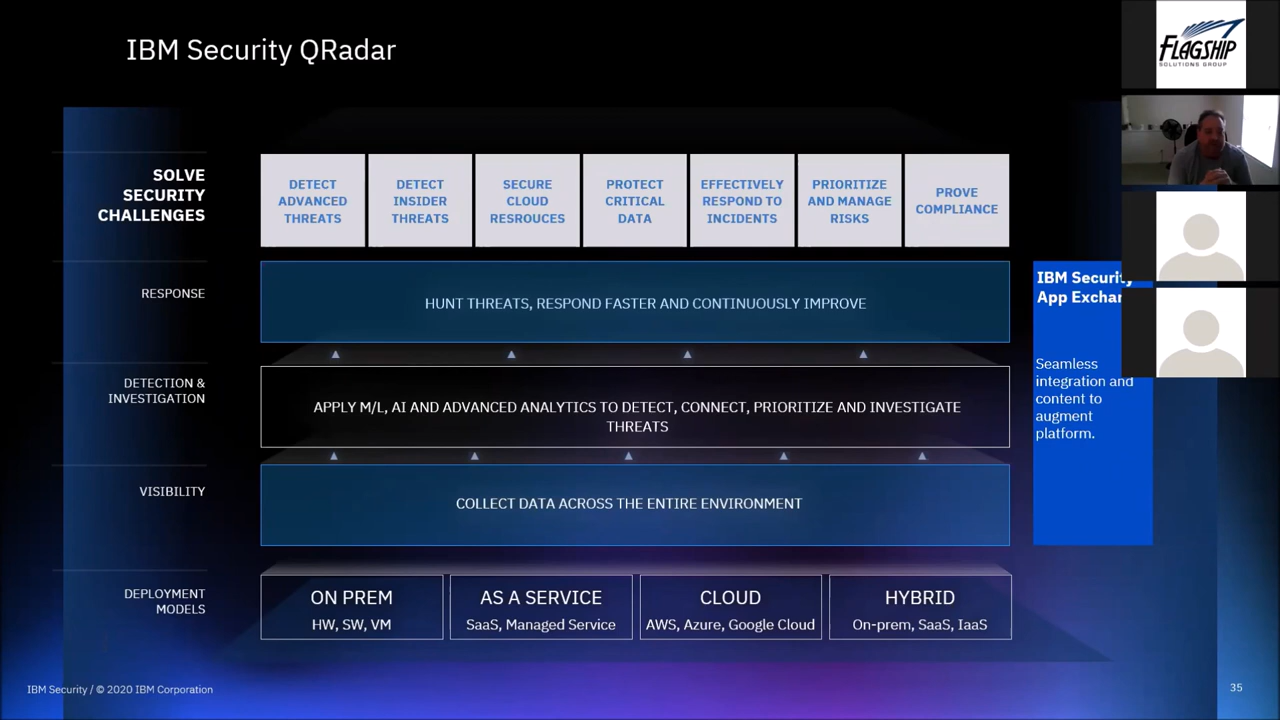 IBM Security QRadar
FLAGSHIP
SOLUTIONS GROUP
SOLVE
SECURITY
CHALLENGES
DETECT
ADVANCED
THREATS
DETECT
INSIDER
THREATS
SECURE
CLOUD
RESROUCES
PROTECT
CRITICAL
DATA
EFFECTIVELY
RESPOND TO
INCIDENTS
PRIORITIZE
AND MANAGE
RISKS
PROVE
COMPLIANCE
RESPONSE
HUNT THREATS, RESPOND FASTER AND CONTINUOUSLY IMPROVE
DETECTION &
INVESTIGATION
APPLY M/L, AI AND ADVANCED ANALYTICS TO DETECT, CONNECT, PRIORITIZE AND INVESTIGATE
THREATS
VISIBILITY
COLLECT DATA ACROSS THE ENTIRE ENVIRONMENT
IBM Security
App Exchan
Seamless
integration and
content to
augment
platform.
DEPLOYMENT
MODELS
ON PREM
HW, SW, VM
AS A SERVICE
SaaS, Managed Service
CLOUD
AWS, Azure, Google Cloud
HYBRID
On-prem, SaaS, IaaS
IBM Security / © 2020 IBM Corporation
35